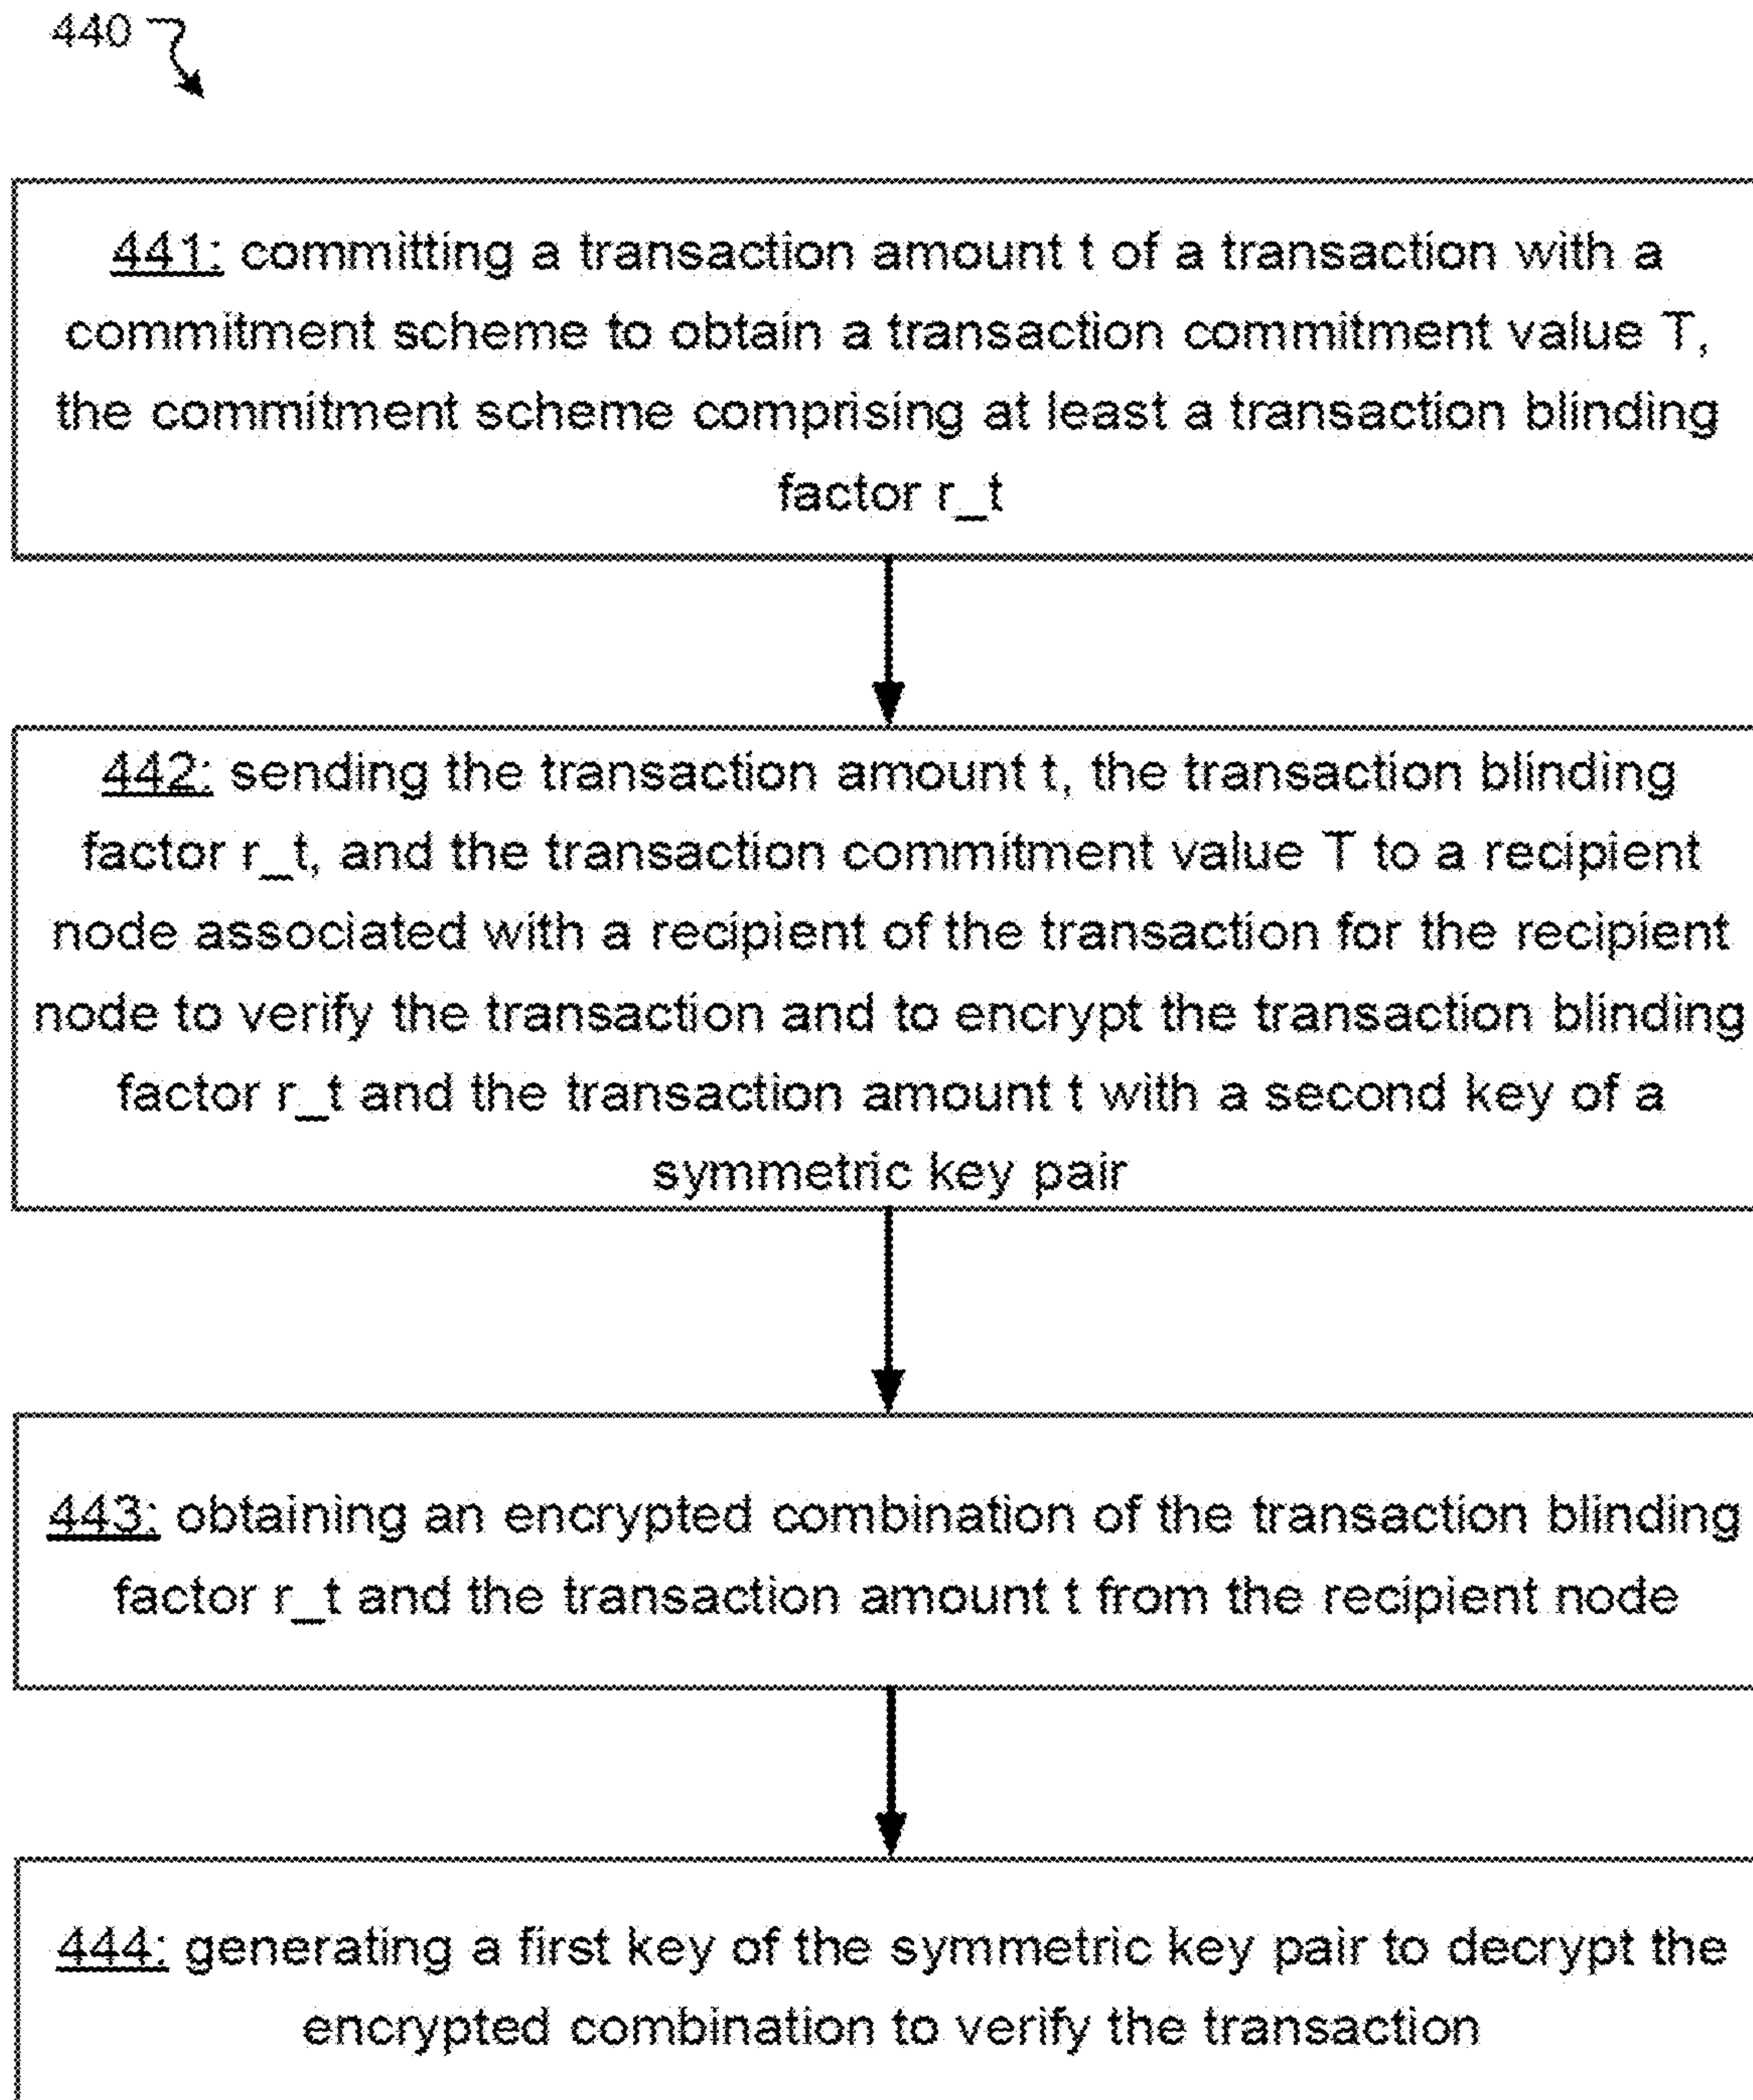 440
441: committing a transaction amount t of a transaction with a
commitment scheme to obtain a transaction commitment value T,
the commitment scheme comprising at least a transaction blinding
factor r_t
442: sending the transaction amount t, the transaction blinding
factor r_t, and the transaction commitment value T to a recipient
node associated with a recipient of the transaction for the recipient
node to verify the transaction and to encrypt the transaction blinding
factor r_t and the transaction amount t with a second key of a
symmetric key pair
443: obtaining an encrypted combination of the transaction blinding
factor r_t and the transaction amount t from the recipient node
444: generating a first key of the symmetric key pair to decrypt the
encrypted combination to verify the transaction